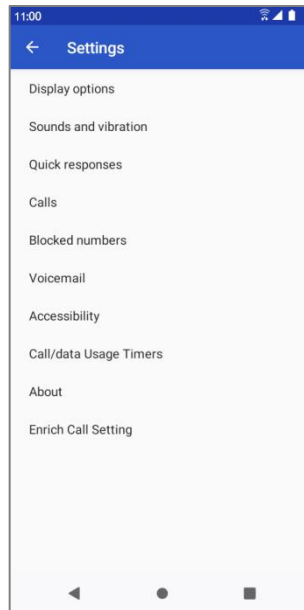 11:00
Settings
Display options
Sounds and vibration
Quick responses
Calls
Blocked numbers
Voicemail
Accessibility
Call/data Usage Timers
About
Enrich Call Setting